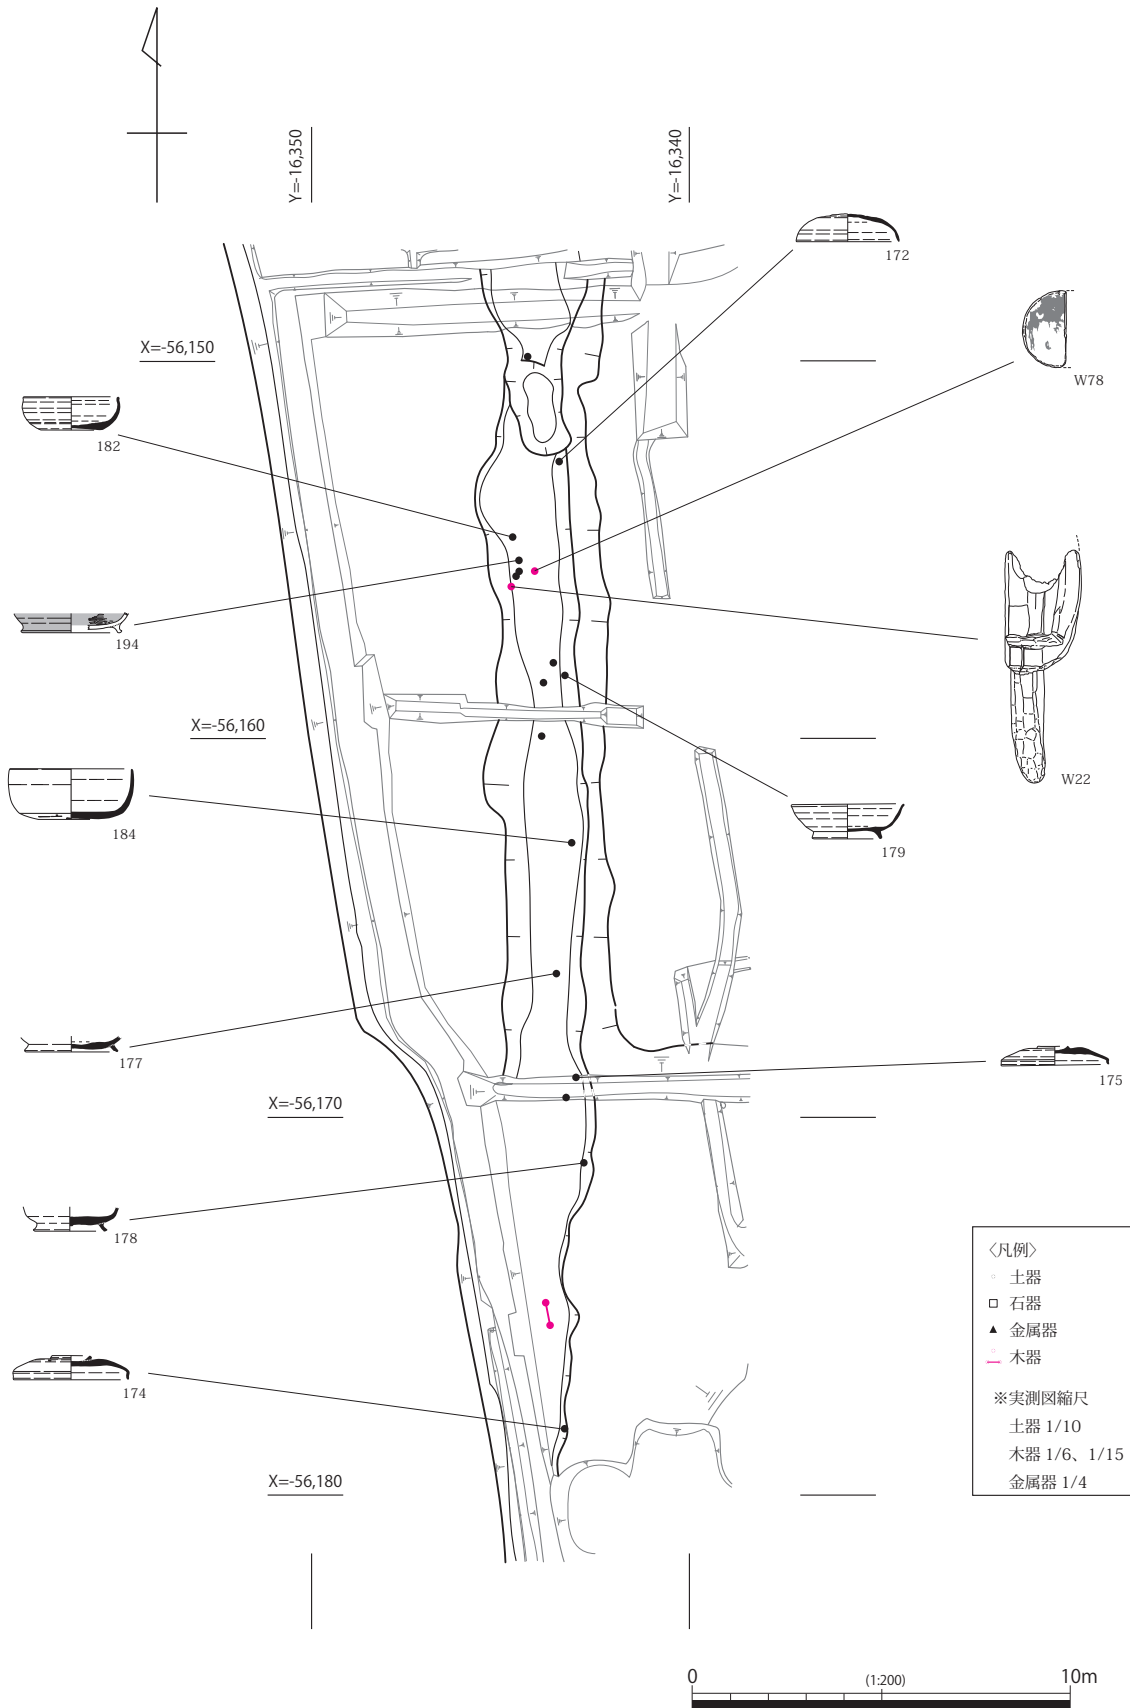 Y=-16,350
Y=-16,340
172
X=-56,150
W78
182
194
X=-56,160
W22
184
179
177
175
X=-56,170
178
〈凡例〉
土器
石器
金属器
木器
174
※実測図縮尺
土器 1/10
木器 1/6、1/15
金属器 1/4
X=-56,180
0 (1:200) 10m